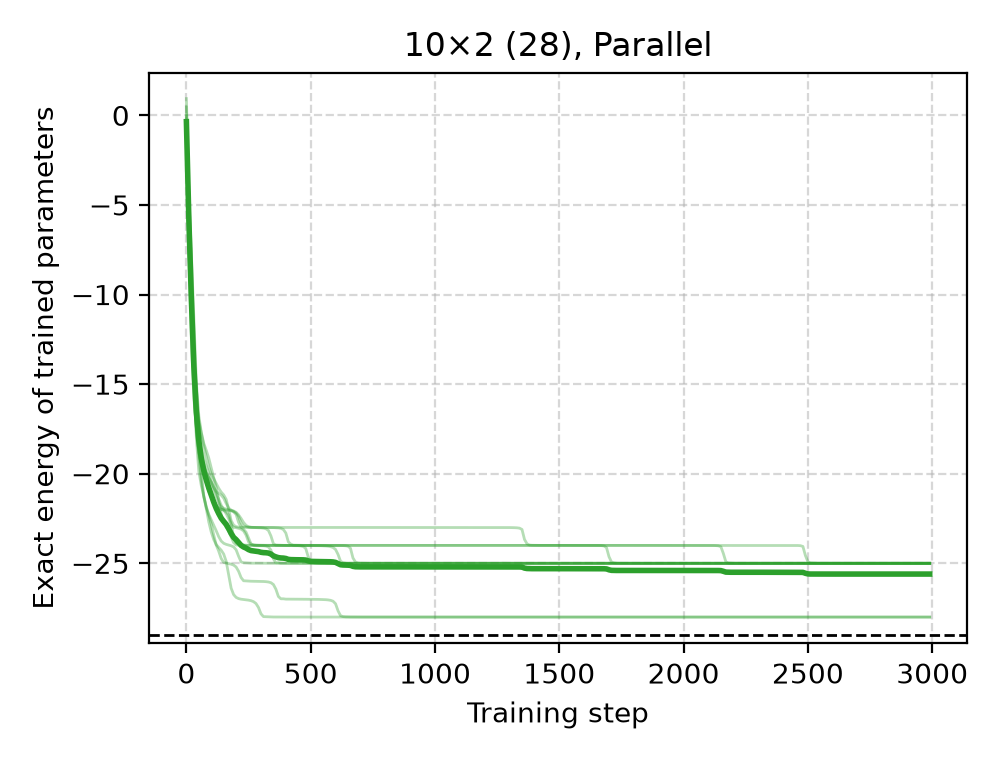 10×2 (28), Parallel
Exact energy of trained parameters
0
−5
−10
−15
−20
−25
0 500 1000 1500 2000 2500 3000
Training step